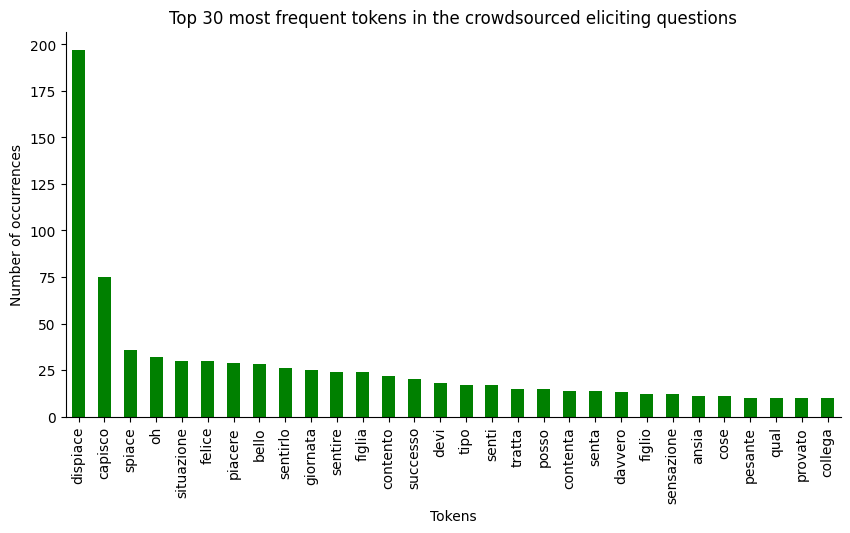 Top 30 most frequent tokens in the crowdsourced eliciting questions
Number of occurrences
200
175
150
125
100
75
50
25
0
dispiace
capisco
spiace
oh
situazione
felice
piacere
bello
sentirlo
giornata
sentire
figlia
contento
successo
devi
tipo
senti
tratta
posso
contenta
senta
davvero
figlio
sensazione
ansia
cose
pesante
qual
provato
collega
Tokens